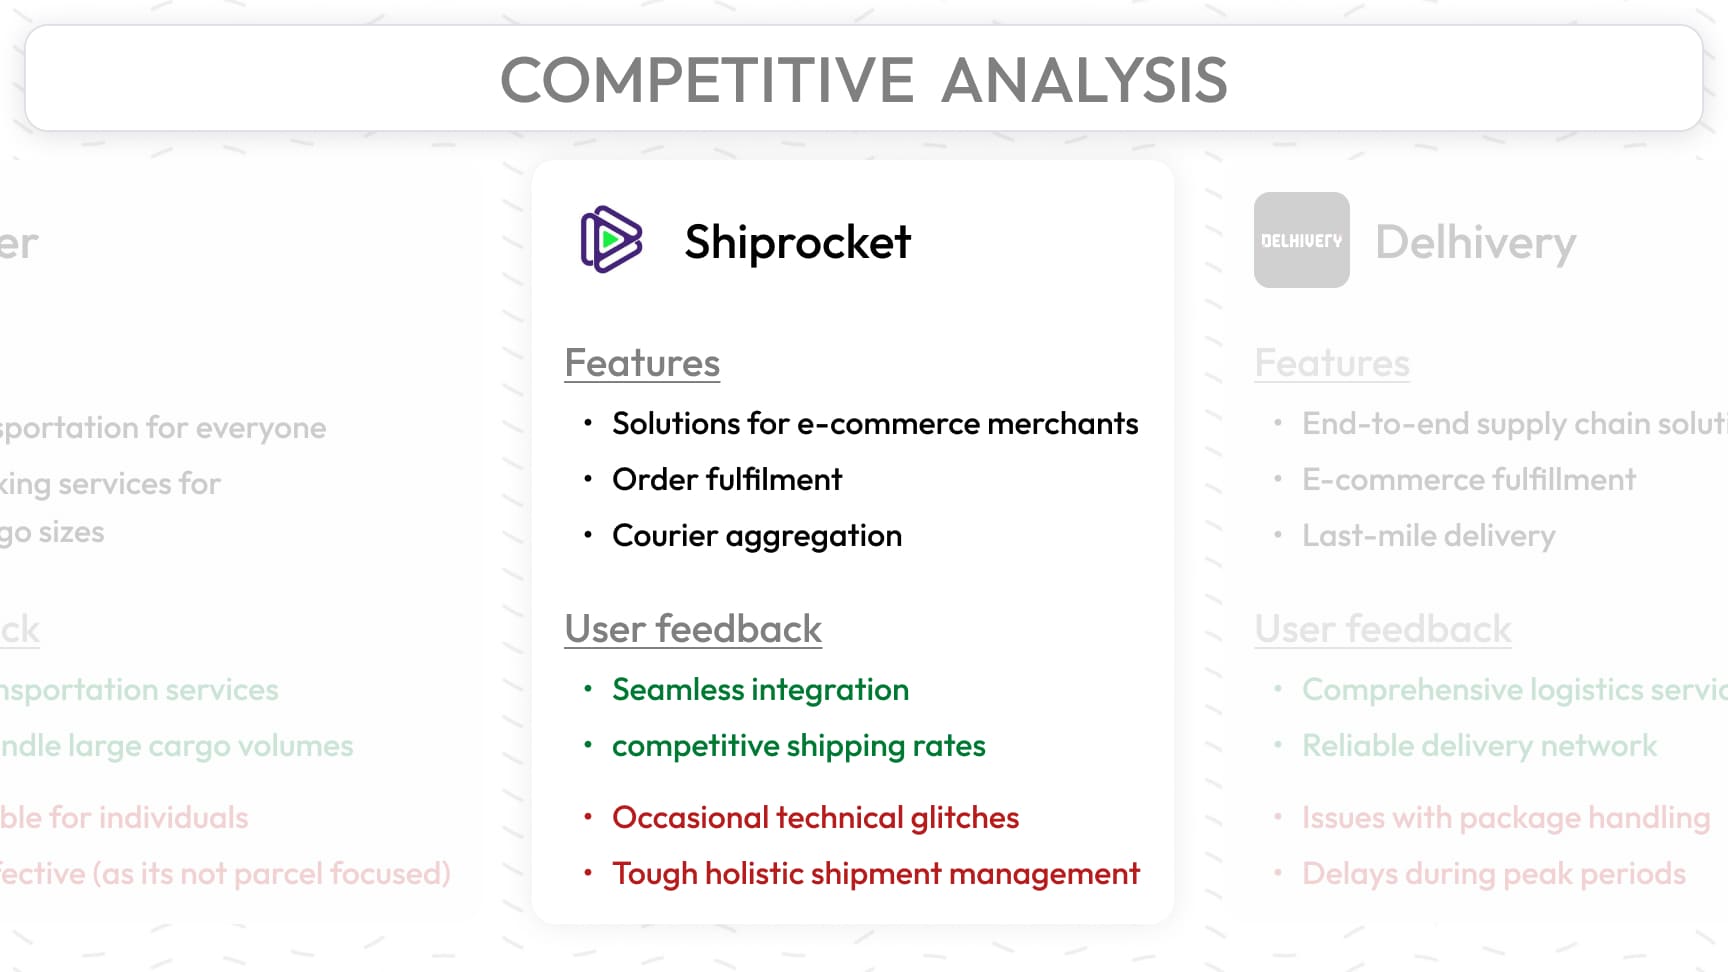 COMPETITIVE ANALYSIS
er
sportation for everyone
king services for
go sizes
ck
nsportation services
ndle large cargo volumes
ble for individuals
fective (as its not parcel focused)
Shiprocket
Features
• Solutions for e-commerce merchants
• Order fulfilment
• Courier aggregation
User feedback
• Seamless integration
• competitive shipping rates
• Occasional technical glitches
• Tough holistic shipment management
DELHIVERY
Delhivery
Features
• End-to-end supply chain soluti
• E-commerce fulfillment
• Last-mile delivery
User feedback
• Comprehensive logistics servic
• Reliable delivery network
• Issues with package handling
• Delays during peak periods